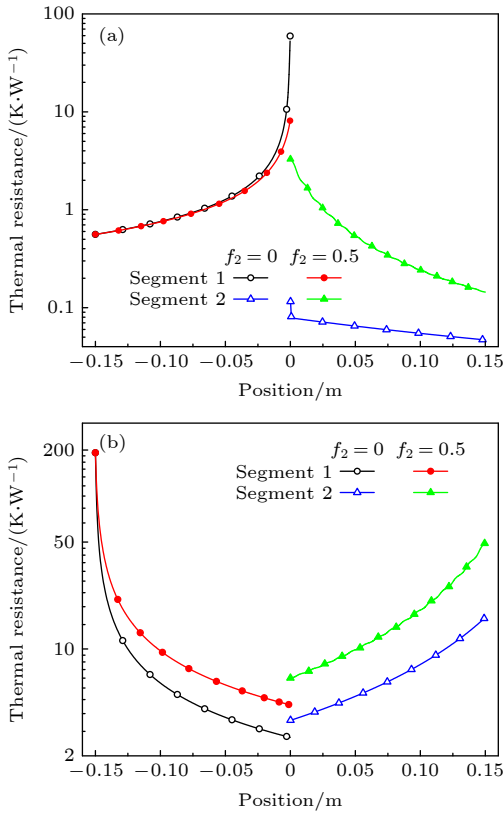 (a)
Thermal resistance/(K·W⁻¹)
100
10
1
0.1
f₂=0 f₂=0.5
Segment 1
Segment 2
−0.15 −0.10 −0.05 0 0.05 0.10 0.15
Position/m
(b)
Thermal resistance/(K·W⁻¹)
200
50
10
2
f₂=0 f₂=0.5
Segment 1
Segment 2
−0.15 −0.10 −0.05 0 0.05 0.10 0.15
Position/m